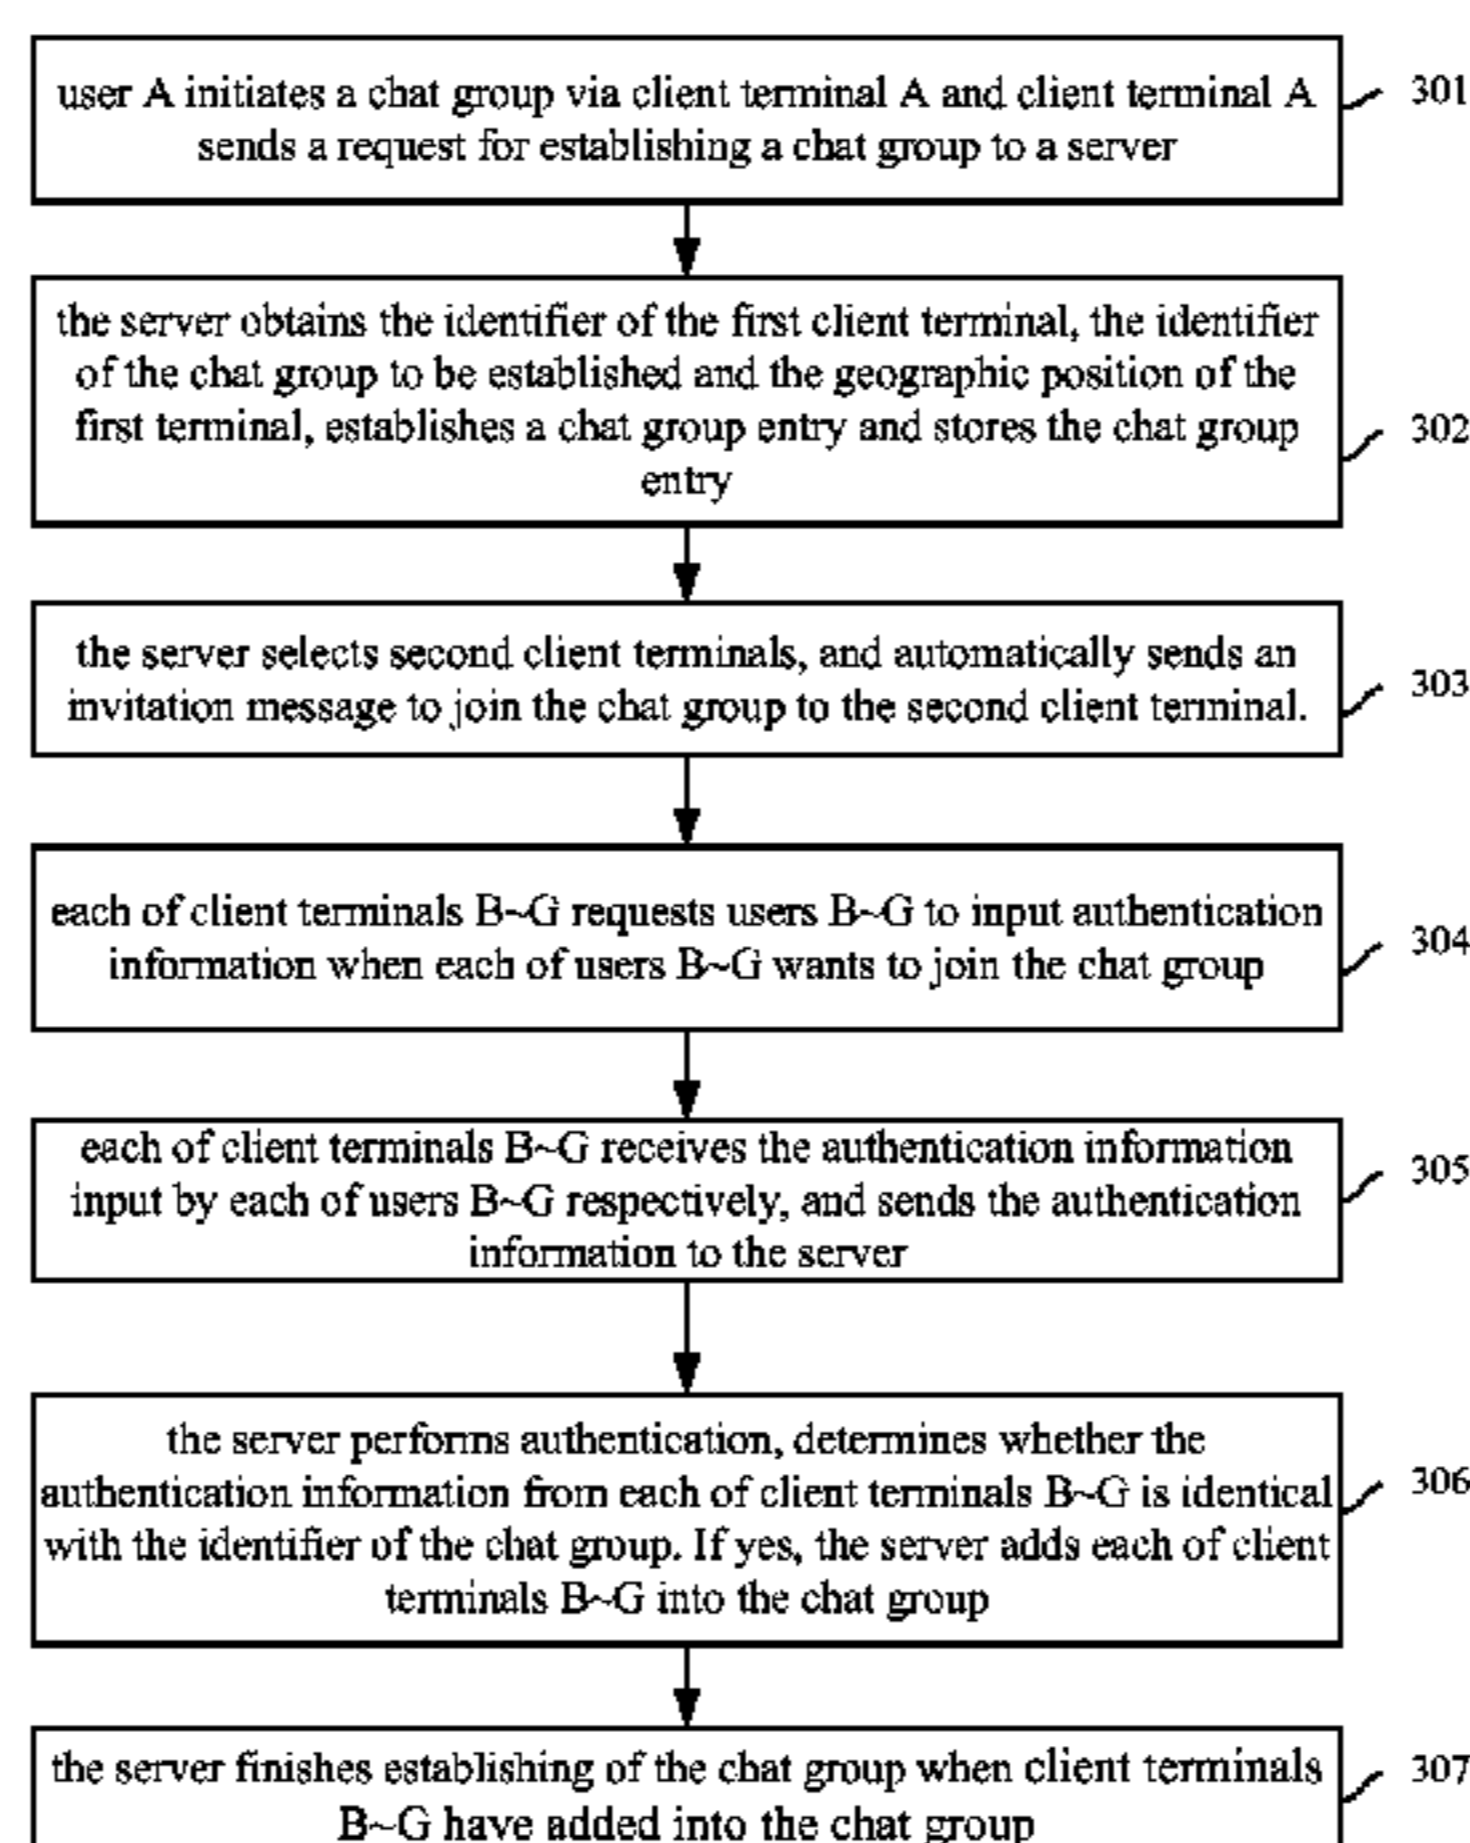 user A initiates a chat group via client terminal A and client terminal A
sends a request for establishing a chat group to a server
301
the server obtains the identifier of the first client terminal, the identifier
of the chat group to be established and the geographic position of the
first terminal, establishes a chat group entry and stores the chat group
entry
302
the server selects second client terminals, and automatically sends an
invitation message to join the chat group to the second client terminal.
303
each of client terminals B~G requests users B~G to input authentication
information when each of users B~G wants to join the chat group
304
each of client terminals B~G receives the authentication information
input by each of users B~G respectively, and sends the authentication
information to the server
305
the server performs authentication, determines whether the
authentication information from each of client terminals B~G is identical
with the identifier of the chat group. If yes, the server adds each of client
terminals B~G into the chat group
306
the server finishes establishing of the chat group when client terminals
B~G have added into the chat group
307